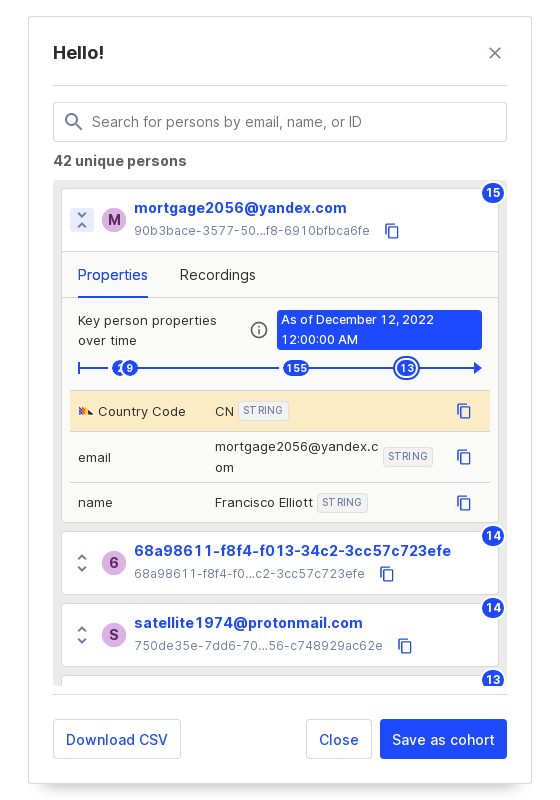 Hello!
Search for persons by email, name, or ID
42 unique persons
15
M
mortgage2056@yandex.com
90b3bace-3577-50...f8-6910bfbca6fe
Properties
Recordings
Key person properties
over time
As of December 12, 2022
12:00:00 AM
9
155
13
Country Code
CN
STRING
email
mortgage2056@yandex.c
om
STRING
name
Francisco Elliott
STRING
14
6
68a98611-f8f4-f013-34c2-3cc57c723efe
68a98611-f8f4-f0...c2-3cc57c723efe
14
S
satellite1974@protonmail.com
750de35e-7dd6-70...56-c748929ac62e
13
Download CSV
Close
Save as cohort